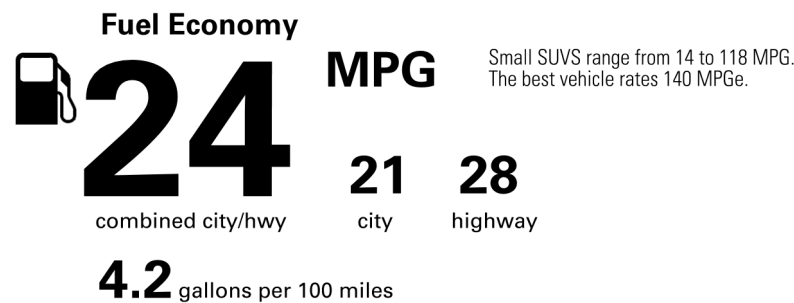 Fuel Economy
24
MPG
Small SUVS range from 14 to 118 MPG.
The best vehicle rates 140 MPGe.
21 28
combined city/hwy city highway
4.2 gallons per 100 miles